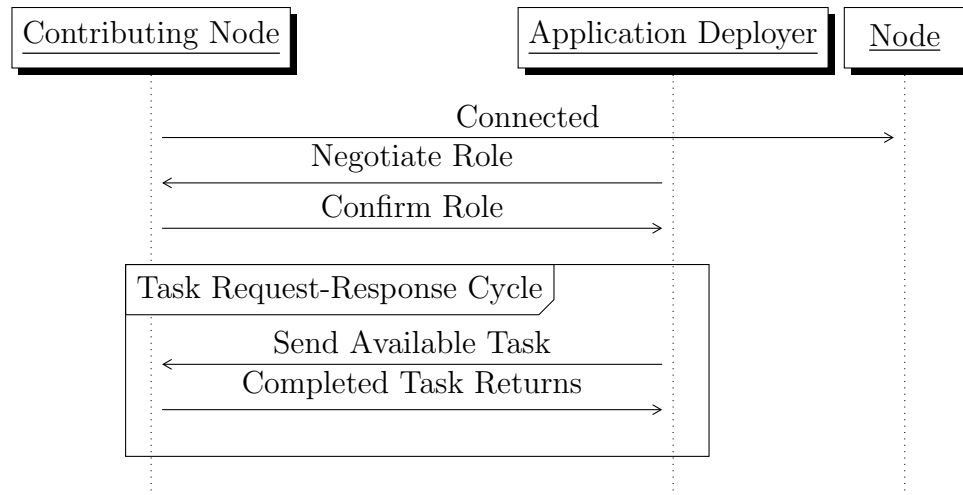 Contributing Node
Application Deployer
Node
Connected
Negotiate Role
Confirm Role
Task Request-Response Cycle
Send Available Task
Completed Task Returns